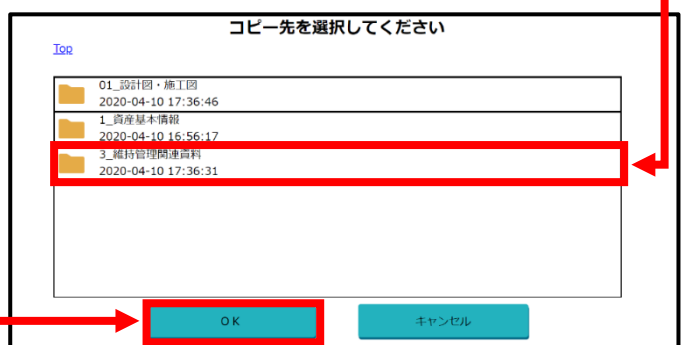 コピー先を選択してください
Top
01_設計図・施工図
2020-04-10 17:36:46
1_資産基本情報
2020-04-10 16:56:17
3_維持管理関連資料
2020-04-10 17:36:31
OK
キャンセル